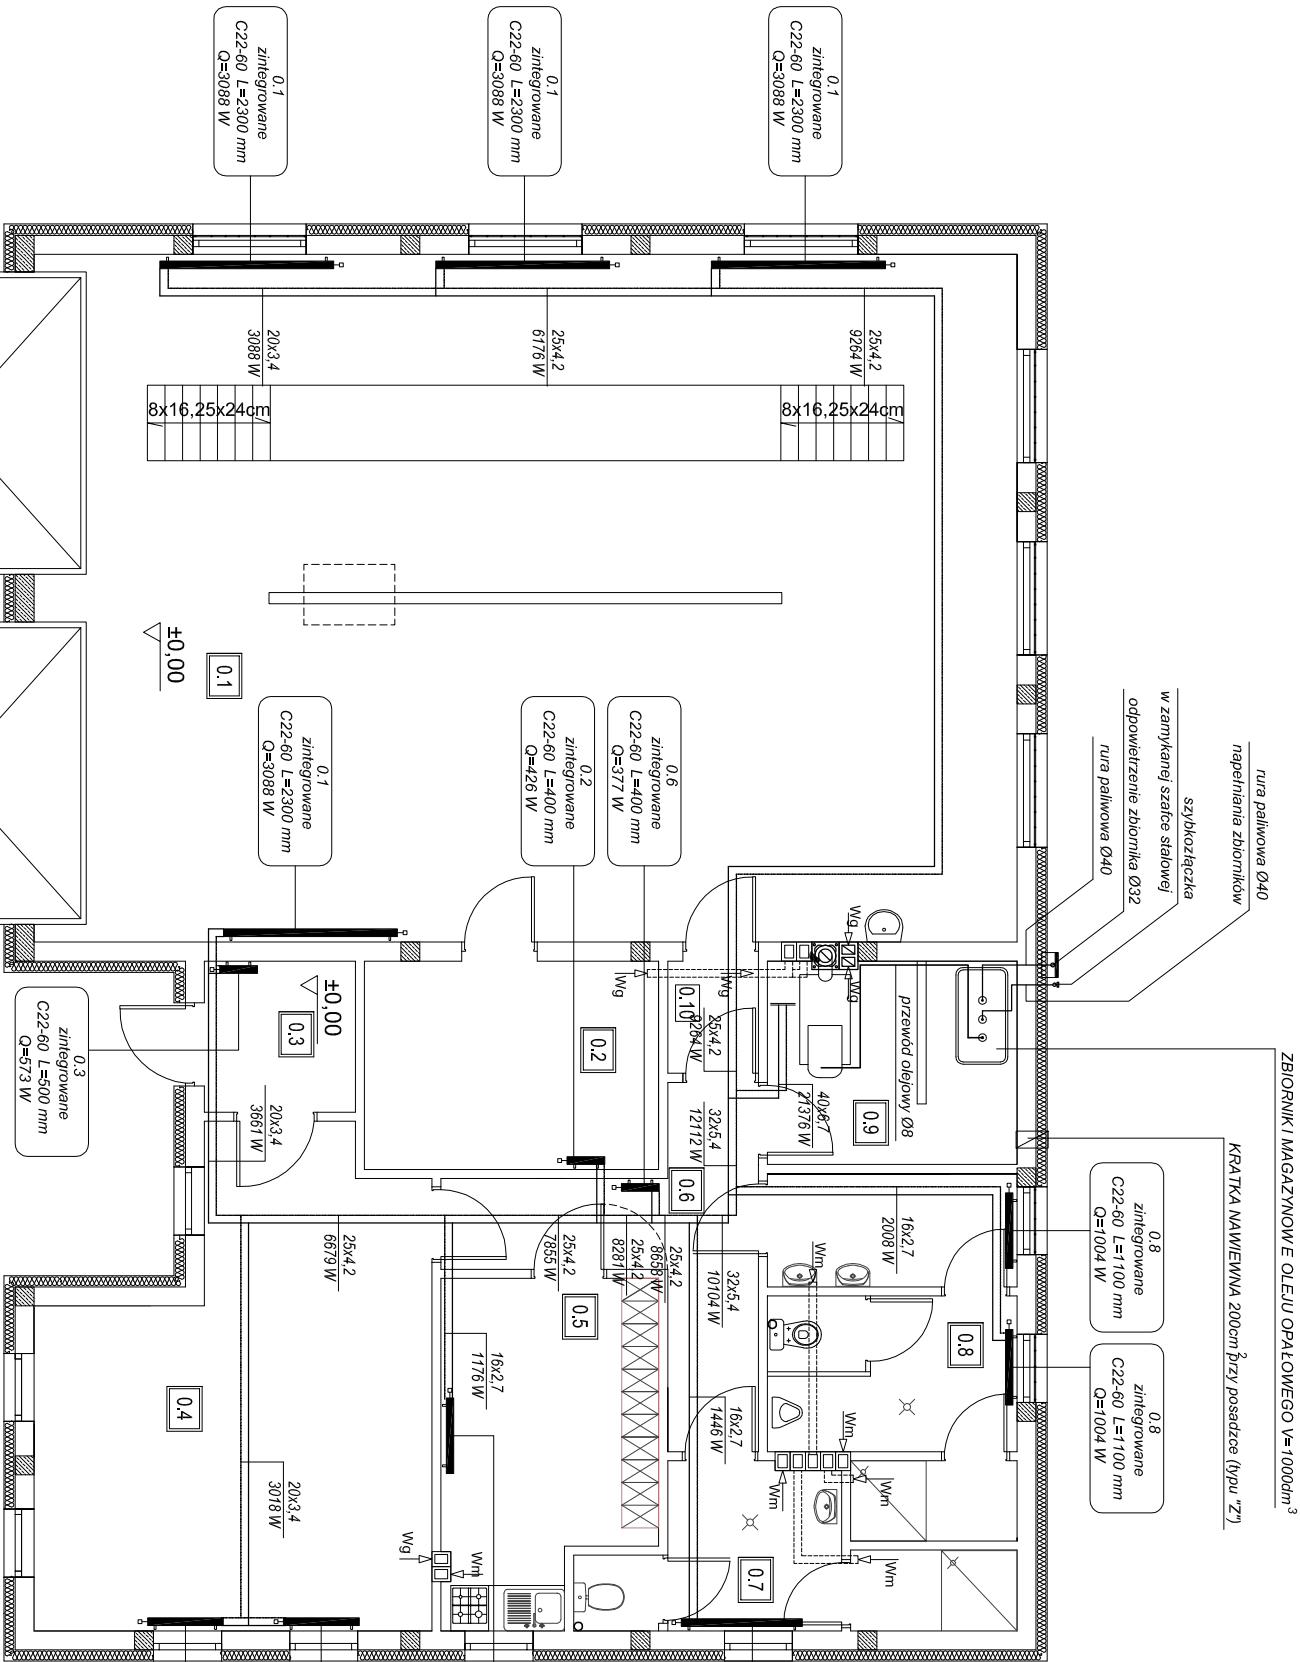 0.1
zintegrowane
C22-60 L=2300 mm
Q=3088 W
0.1
zintegrowane
C22-60 L=2300 mm
Q=3088 W
0.1
zintegrowane
C22-60 L=2300 mm
Q=3088 W
20x3,4
3088 W
25x4,2
6176 W
25x4,2
9264 W
8x16,25x24cm
8x16,25x24cm
±0,00
0.1
0.1
zintegrowane
C22-60 L=2300 mm
Q=3088 W
0.2
zintegrowane
C22-60 L=400 mm
Q=426 W
0.6
zintegrowane
C22-60 L=400 mm
Q=377 W
rura paliwowa Ø40
napełniania zbiorników
szybkozłączka
w zamykanej szafce stalowej
odpowietrzenie zbiornika Ø32
rura paliwowa Ø40
ZBIORNIKI MAGAZYNOWE OLEJU OPAŁOWEGO V=1000dm³
KRATKA NAWIEWNA 200cm² przy posadzce (typu "Z")
Wg
Wg
Wg
Wg
przewód olejowy Ø8
0.9
40x6,7
21376 W
0.10
25x4,2
9264 W
32x5,4
12112 W
0.2
±0,00
0.3
0.3
zintegrowane
C22-60 L=500 mm
Q=573 W
20x3,4
3661 W
0.6
0.8
zintegrowane
C22-60 L=1100 mm
Q=1004 W
0.8
zintegrowane
C22-60 L=1100 mm
Q=1004 W
16x2,7
2008 W
Wm
25x4,2
6679 W
25x4,2
7855 W
25x4,2
8281 W
25x4,2
8658 W
32x5,4
10104 W
0.5
0.8
16x2,7
1176 W
16x2,7
1446 W
0.4
Wm
Wm
Wm
Wm
20x3,4
3018 W
Wg
Wm
0.7